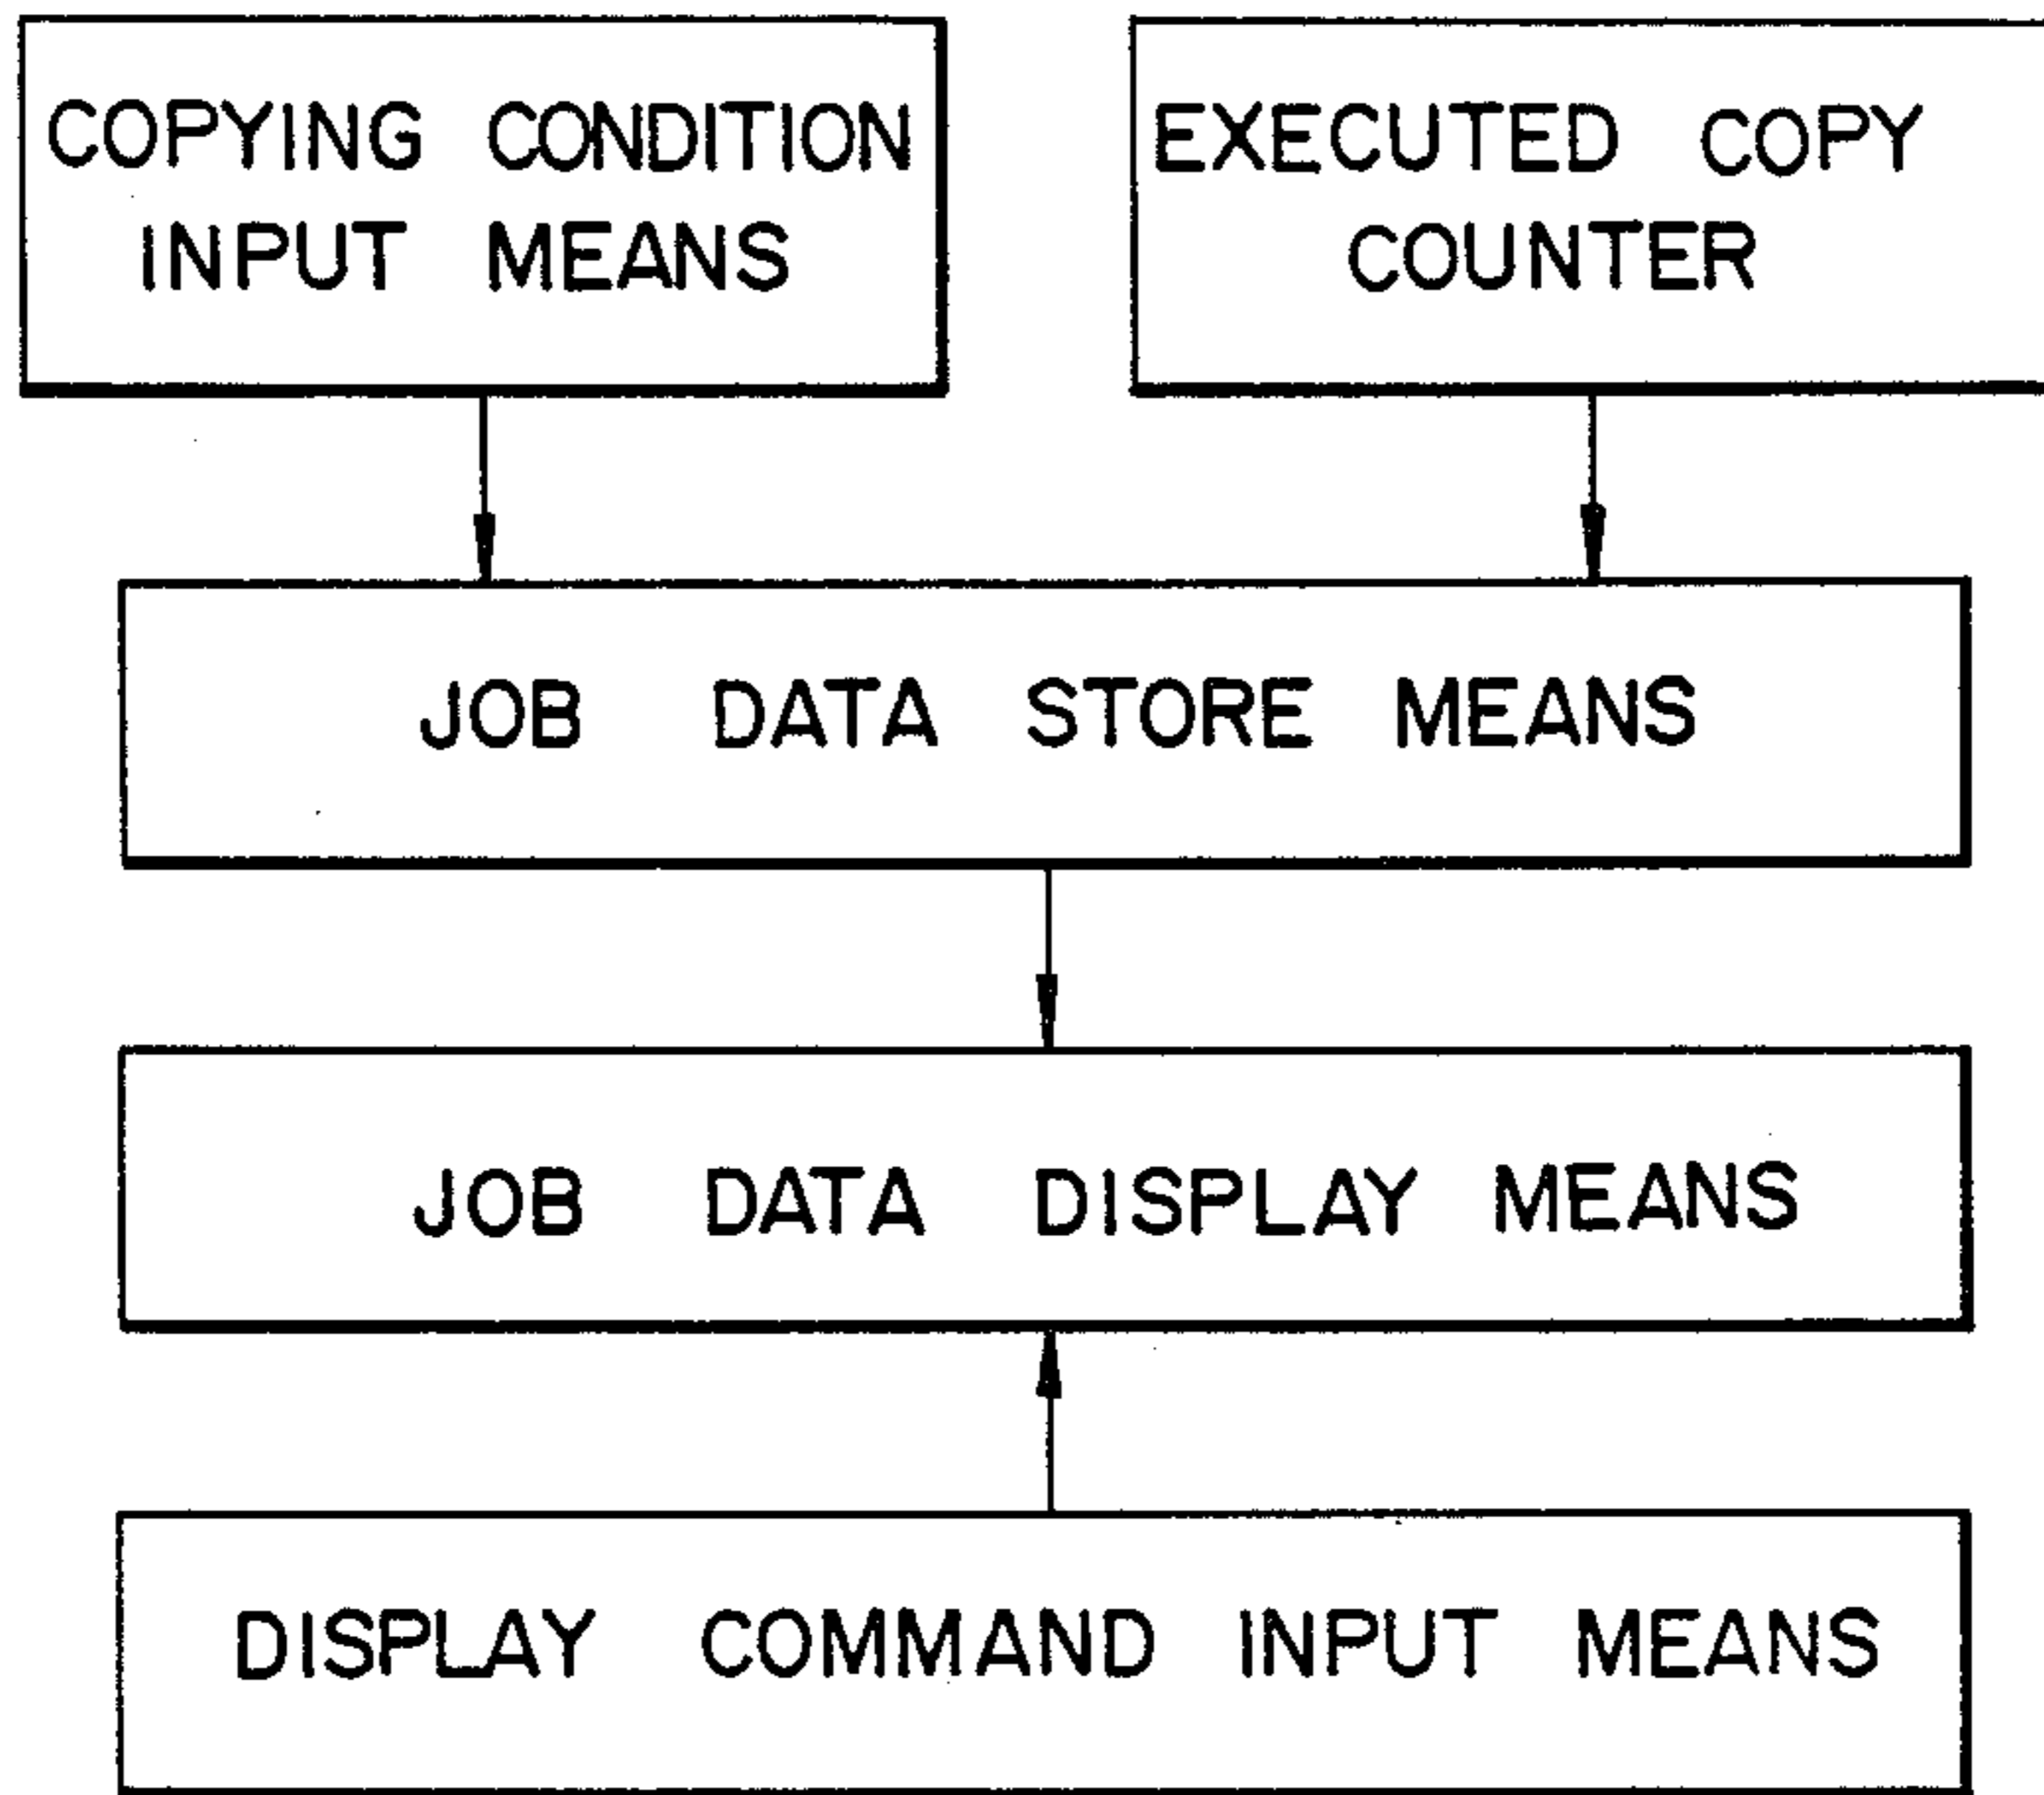 COPYING CONDITION
INPUT MEANS
EXECUTED COPY
COUNTER
JOB DATA STORE MEANS
JOB DATA DISPLAY MEANS
DISPLAY COMMAND INPUT MEANS